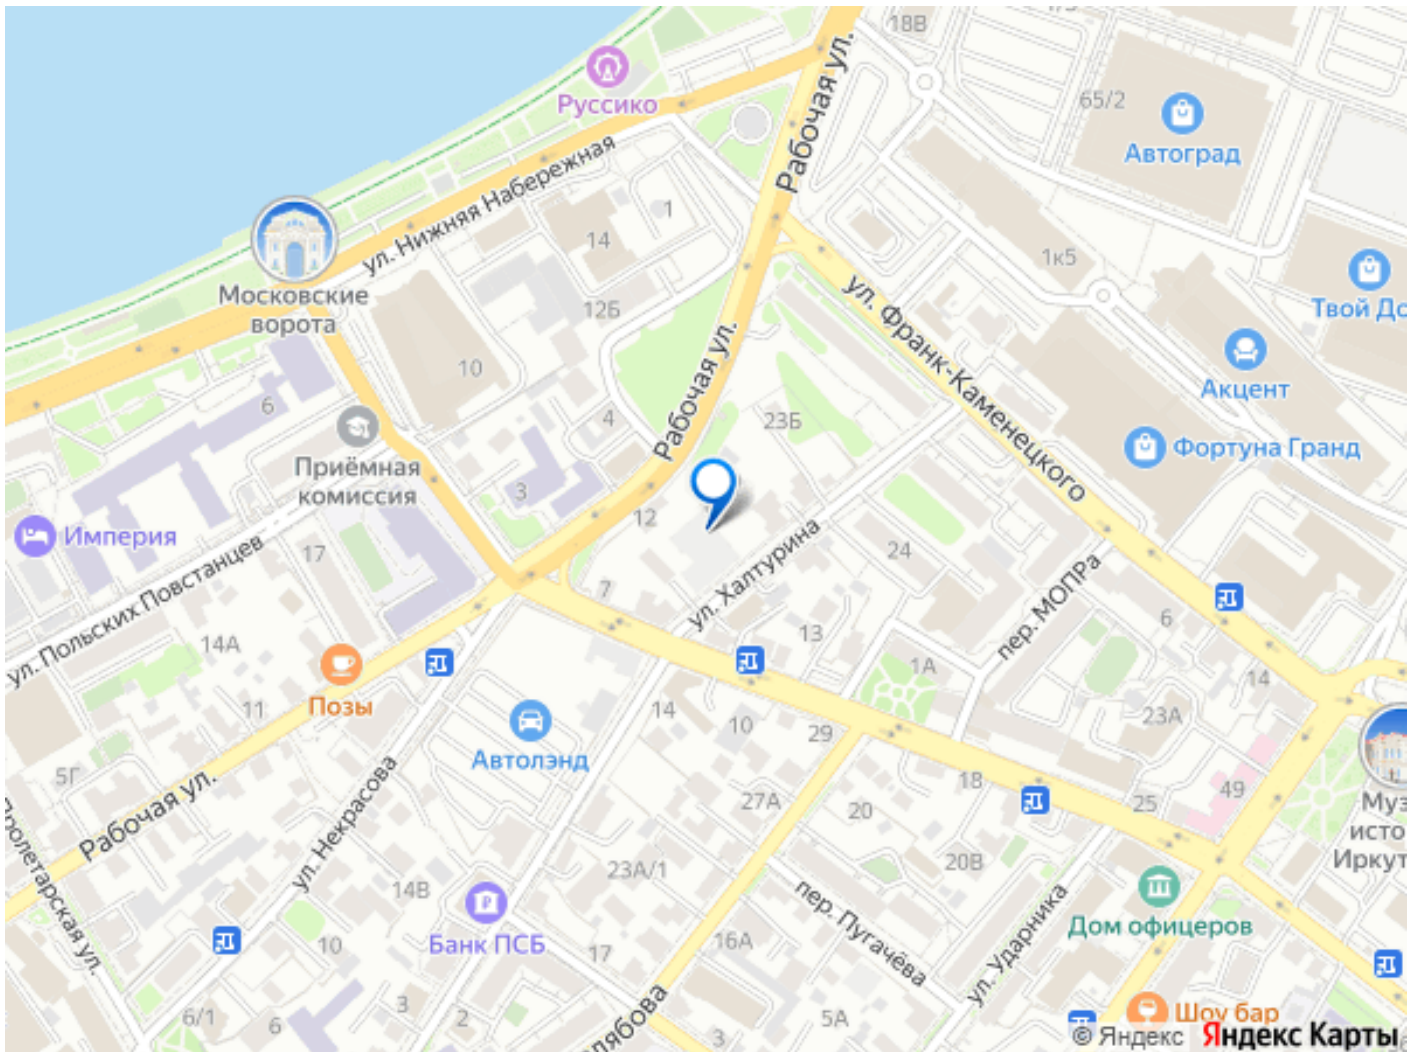 18В
Рабочая ул.
65/2
Руссико
Автоград
ул. Нижняя Набережная
1
14
1к5
Московские
ворота
12Б
ул. Франк-Каменецкого
Твой До
Рабочая ул.
10
Акцент
6
4
23Б
Приёмная
комиссия
Фортуна Гранд
3
12
Империя
17
ул. Польских Повстанцев
ул. Халтурина
24
пер. МОПРа
7
6
13
14А
1А
14
Позы
11
14
10
29
23А
Автолэнд
5Г
18
49
25
27А
20
Муз
исто
Иркут
Рабочая ул.
ул. Некрасова
Пролетарская ул.
23А/1
20В
14В
пер. Пугачёва
Дом офицеров
Банк ПСБ
10
17
16А
ул. Ударника
6/1
6
3
2
лябова
3
5А
Шоу бар
© Яндекс Яндекс Карты